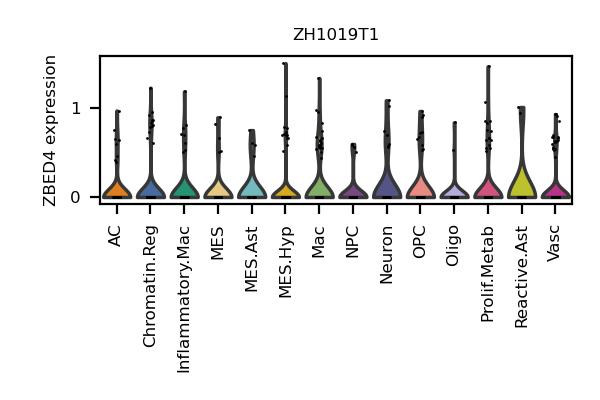 ZH1019T1
ZBED4 expression
1
0
AC
Chromatin.Reg
Inflammatory.Mac
MES
MES.Ast
MES.Hyp
Mac
NPC
Neuron
OPC
Oligo
Prolif.Metab
Reactive.Ast
Vasc